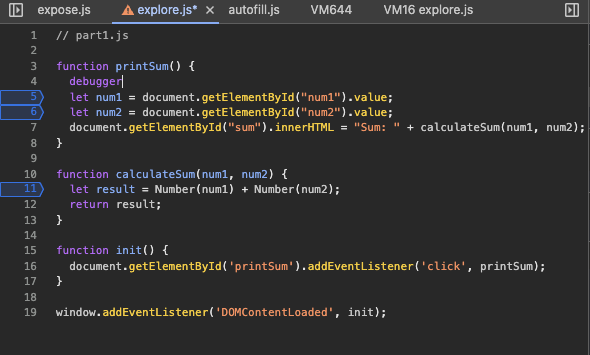 expose.js explore.js* × autofill.js VM644 VM16 explore.js
1 // part1.js
2
3 function printSum() {
4 debugger
5 let num1 = document.getElementById("num1").value;
6 let num2 = document.getElementById("num2").value;
7 document.getElementById("sum").innerHTML = "Sum: " + calculateSum(num1, num2);
8 }
9
10 function calculateSum(num1, num2) {
11 let result = Number(num1) + Number(num2);
12 return result;
13 }
14
15 function init() {
16 document.getElementById('printSum').addEventListener('click', printSum);
17 }
18
19 window.addEventListener('DOMContentLoaded', init);